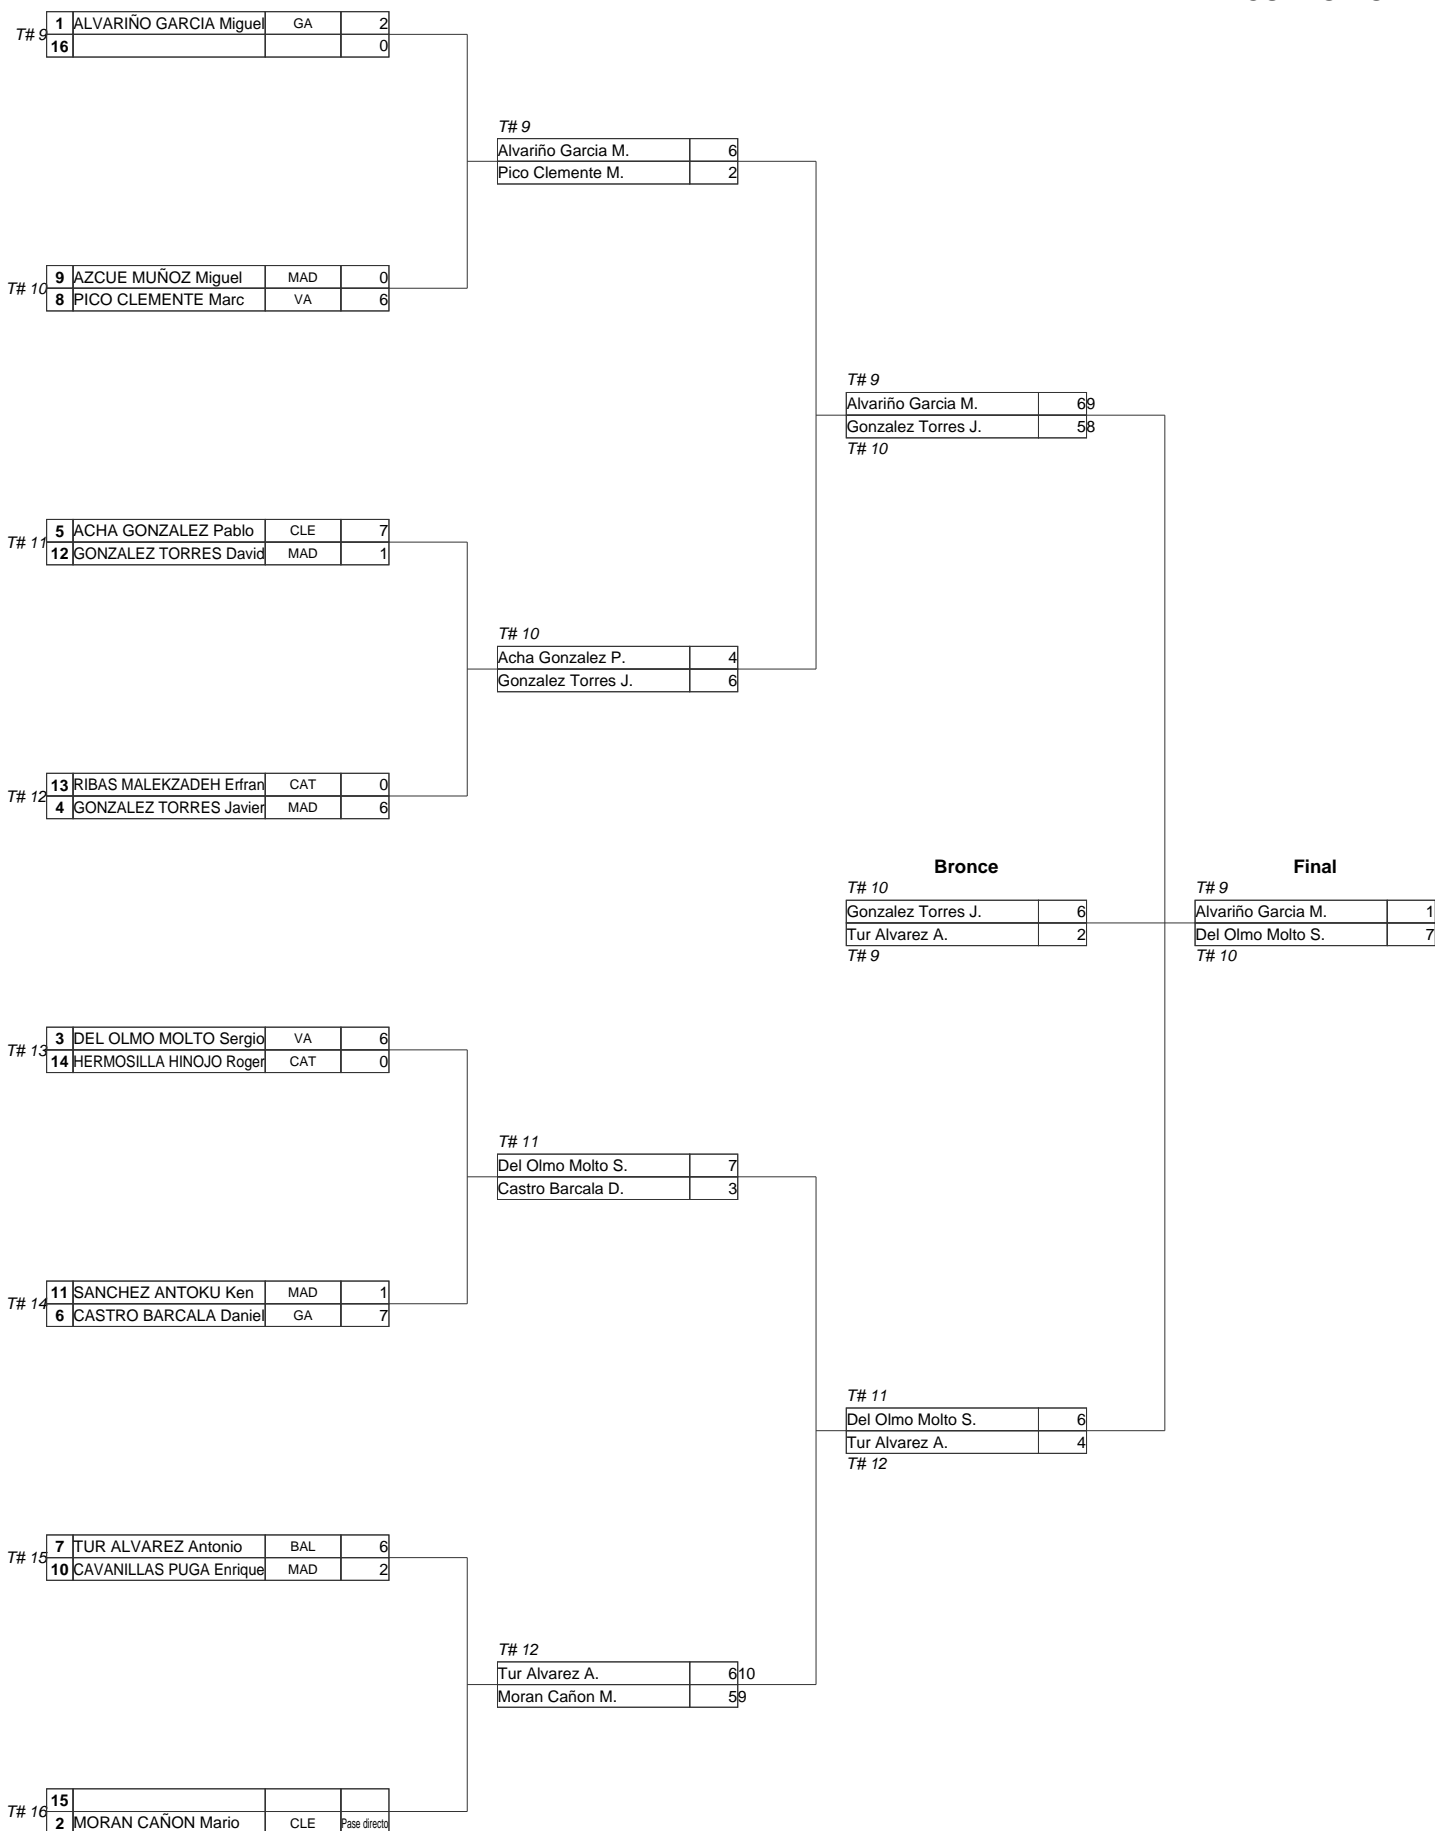 T# 9
1 ALVARIÑO GARCIA Miguel GA 2
16 0
T# 9
Alvariño Garcia M. 6
Pico Clemente M. 2
T# 10
9 AZCUE MUÑOZ Miguel MAD 0
8 PICO CLEMENTE Marc VA 6
T# 9
Alvariño Garcia M. 6 9
Gonzalez Torres J. 5 8
T# 10
T# 11
5 ACHA GONZALEZ Pablo CLE 7
12 GONZALEZ TORRES David MAD 1
T# 10
Acha Gonzalez P. 4
Gonzalez Torres J. 6
T# 12
13 RIBAS MALEKZADEH Erfran CAT 0
4 GONZALEZ TORRES Javier MAD 6
Bronce
T# 10
Gonzalez Torres J. 6
Tur Alvarez A. 2
T# 9
Final
T# 9
Alvariño Garcia M. 1
Del Olmo Molto S. 7
T# 10
T# 13
3 DEL OLMO MOLTO Sergio VA 6
14 HERMOSILLA HINOJO Roger CAT 0
T# 11
Del Olmo Molto S. 7
Castro Barcala D. 3
T# 14
11 SANCHEZ ANTOKU Ken MAD 1
6 CASTRO BARCALA Daniel GA 7
T# 11
Del Olmo Molto S. 6
Tur Alvarez A. 4
T# 12
T# 15
7 TUR ALVAREZ Antonio BAL 6
10 CAVANILLAS PUGA Enrique MAD 2
T# 12
Tur Alvarez A. 6 10
Moran Cañon M. 5 9
T# 16
15
2 MORAN CAÑON Mario CLE Pase directo